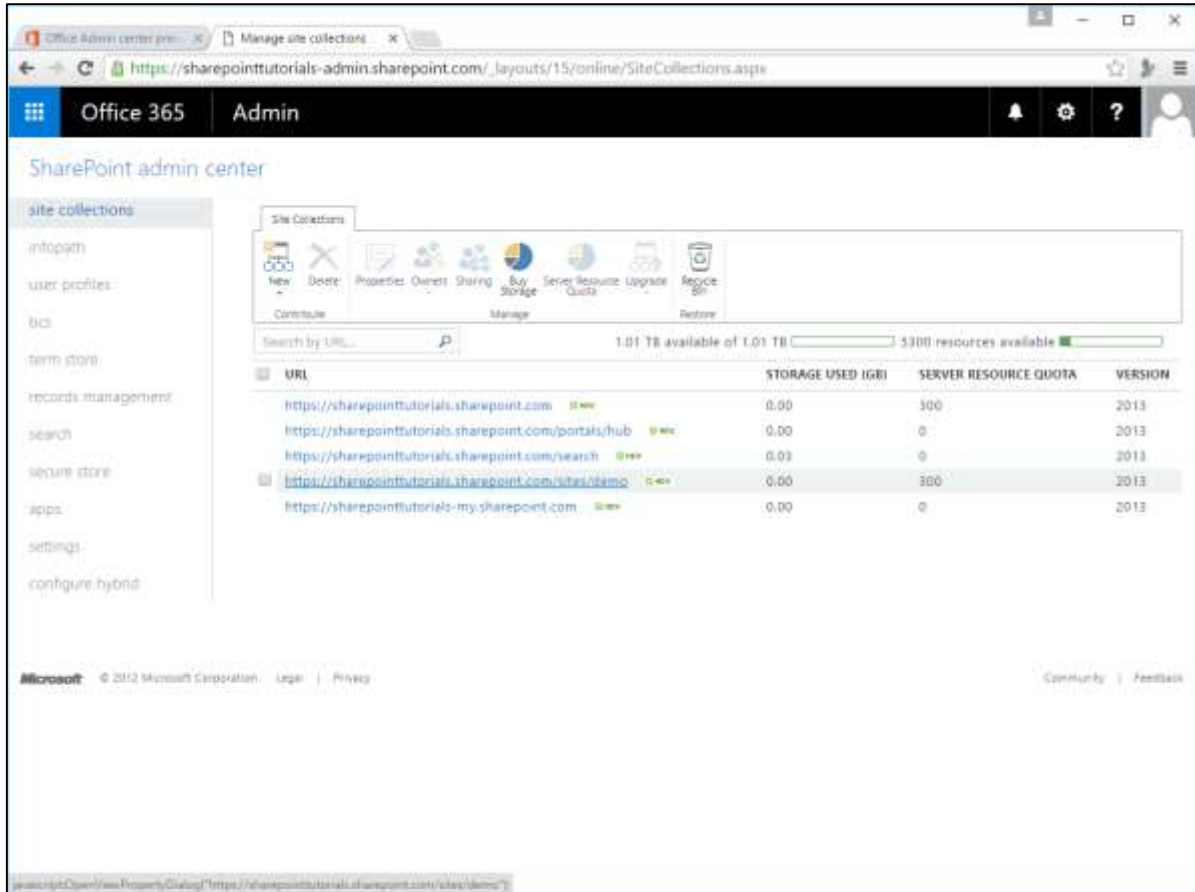 Office Admin center pre
Manage site collections
https://sharepointtutorials-admin.sharepoint.com/_layouts/15/online/SiteCollections.aspx
Office 365 Admin
SharePoint admin center
site collections
infopath
user profiles
bcs
term store
records management
search
secure store
apps
settings
configure hybrid
Site Collections
New Delete Properties Owners Sharing Buy Storage Server Resource Quota Upgrade Recycle Bin
Contribute Manage Restore
Search by URL... 1.01 TB available of 1.01 TB 5300 resources available
URL STORAGE USED (GB) SERVER RESOURCE QUOTA VERSION
https://sharepointtutorials.sharepoint.com NEW 0.00 300 2013
https://sharepointtutorials.sharepoint.com/portals/hub NEW 0.00 0 2013
https://sharepointtutorials.sharepoint.com/search NEW 0.03 0 2013
https://sharepointtutorials.sharepoint.com/sites/demo NEW 0.00 300 2013
https://sharepointtutorials-my.sharepoint.com NEW 0.00 0 2013
Microsoft © 2012 Microsoft Corporation Legal | Privacy Community | Feedback